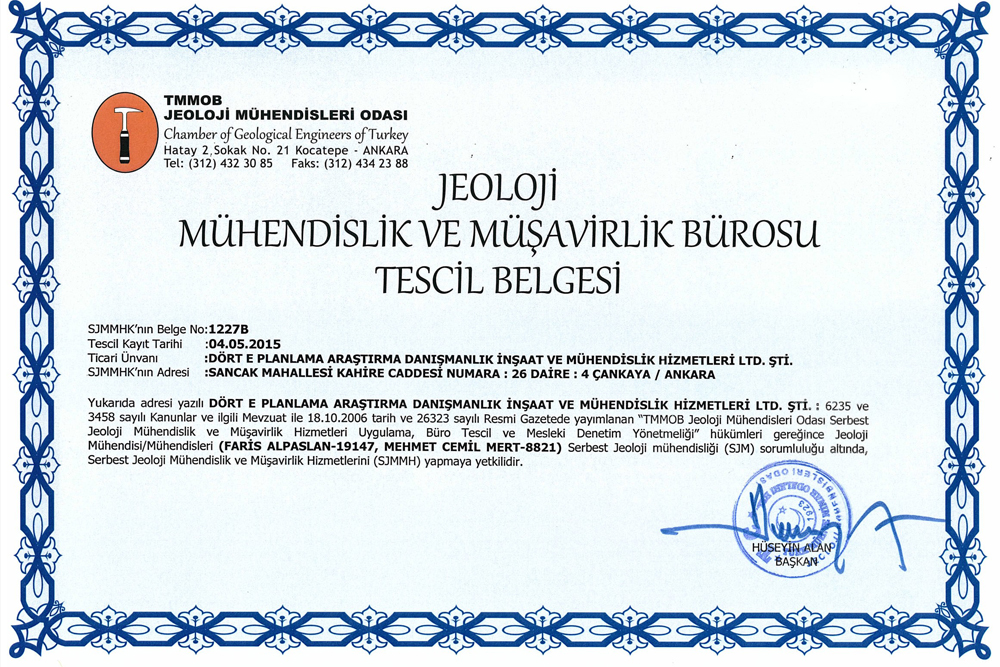 TMMOB
JEOLOJİ MÜHENDİSLERİ ODASI
Chamber of Geological Engineers of Turkey
Hatay 2.Sokak No. 21 Kocatepe - ANKARA
Tel: (312) 432 30 85 Faks: (312) 434 23 88
JEOLOJİ
MÜHENDİSLİK VE MÜŞAVİRLİK BÜROSU
TESCİL BELGESİ
SJMMHK'nın Belge No:1227B
Tescil Kayıt Tarihi :04.05.2015
Ticari Ünvanı :DÖRT E PLANLAMA ARAŞTIRMA DANIŞMANLIK İNŞAAT VE MÜHENDİSLİK HİZMETLERİ LTD. ŞTİ.
SJMMHK'nın Adresi :SANCAK MAHALLESİ KAHİRE CADDESİ NUMARA : 26 DAİRE : 4 ÇANKAYA / ANKARA
Yukarıda adresi yazılı DÖRT E PLANLAMA ARAŞTIRMA DANIŞMANLIK İNŞAAT VE MÜHENDİSLİK HİZMETLERİ LTD. ŞTİ. : 6235 ve
3458 sayılı Kanunlar ve ilgili Mevzuat ile 18.10.2006 tarih ve 26323 sayılı Resmi Gazetede yayımlanan "TMMOB Jeoloji Mühendisleri Odası Serbest
Jeoloji Mühendislik ve Müşavirlik Hizmetleri Uygulama, Büro Tescil ve Mesleki Denetim Yönetmeliği" hükümleri gereğince Jeoloji
Mühendisi/Mühendisleri (FARİS ALPASLAN-19147, MEHMET CEMİL MERT-8821) Serbest Jeoloji mühendisliği (SJM) sorumluluğu altında,
Serbest Jeoloji Mühendislik ve Müşavirlik Hizmetlerini (SJMMH) yapmaya yetkilidir.
HÜSEYİN ALAN
BAŞKAN